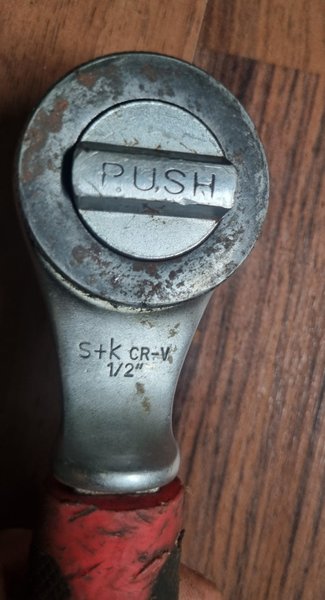 PUSH
s+k CR-V
1/2"